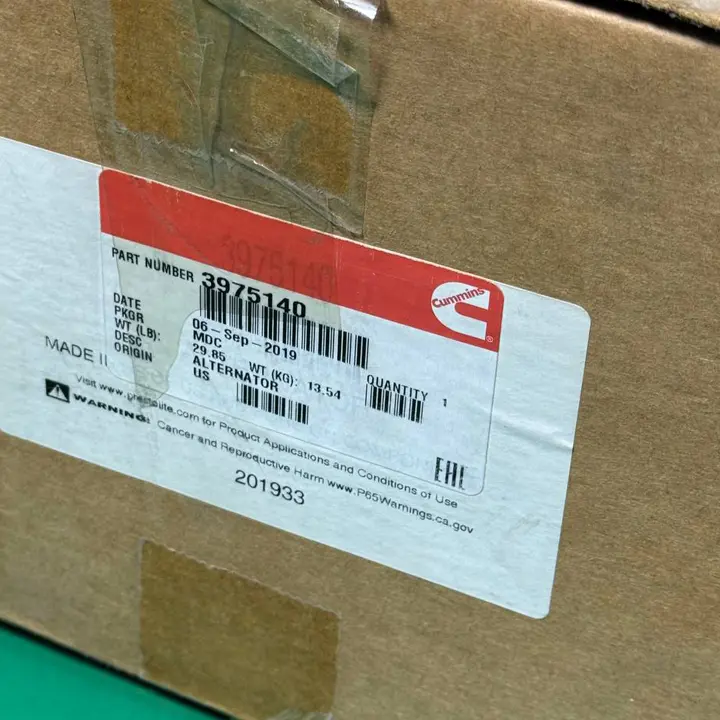 Cummins
PART NUMBER 3975140
DATE 06-Sep-2019
PKGR MDC
WT (LB): 29.85 WT (KG): 13.54 QUANTITY 1
DESC ALTERNATOR
ORIGIN US
MADE
Visit www.prestolite.com for Product Applications and Conditions of Use
WARNING: Cancer and Reproductive Harm www.P65Warnings.ca.gov
EAC
201933